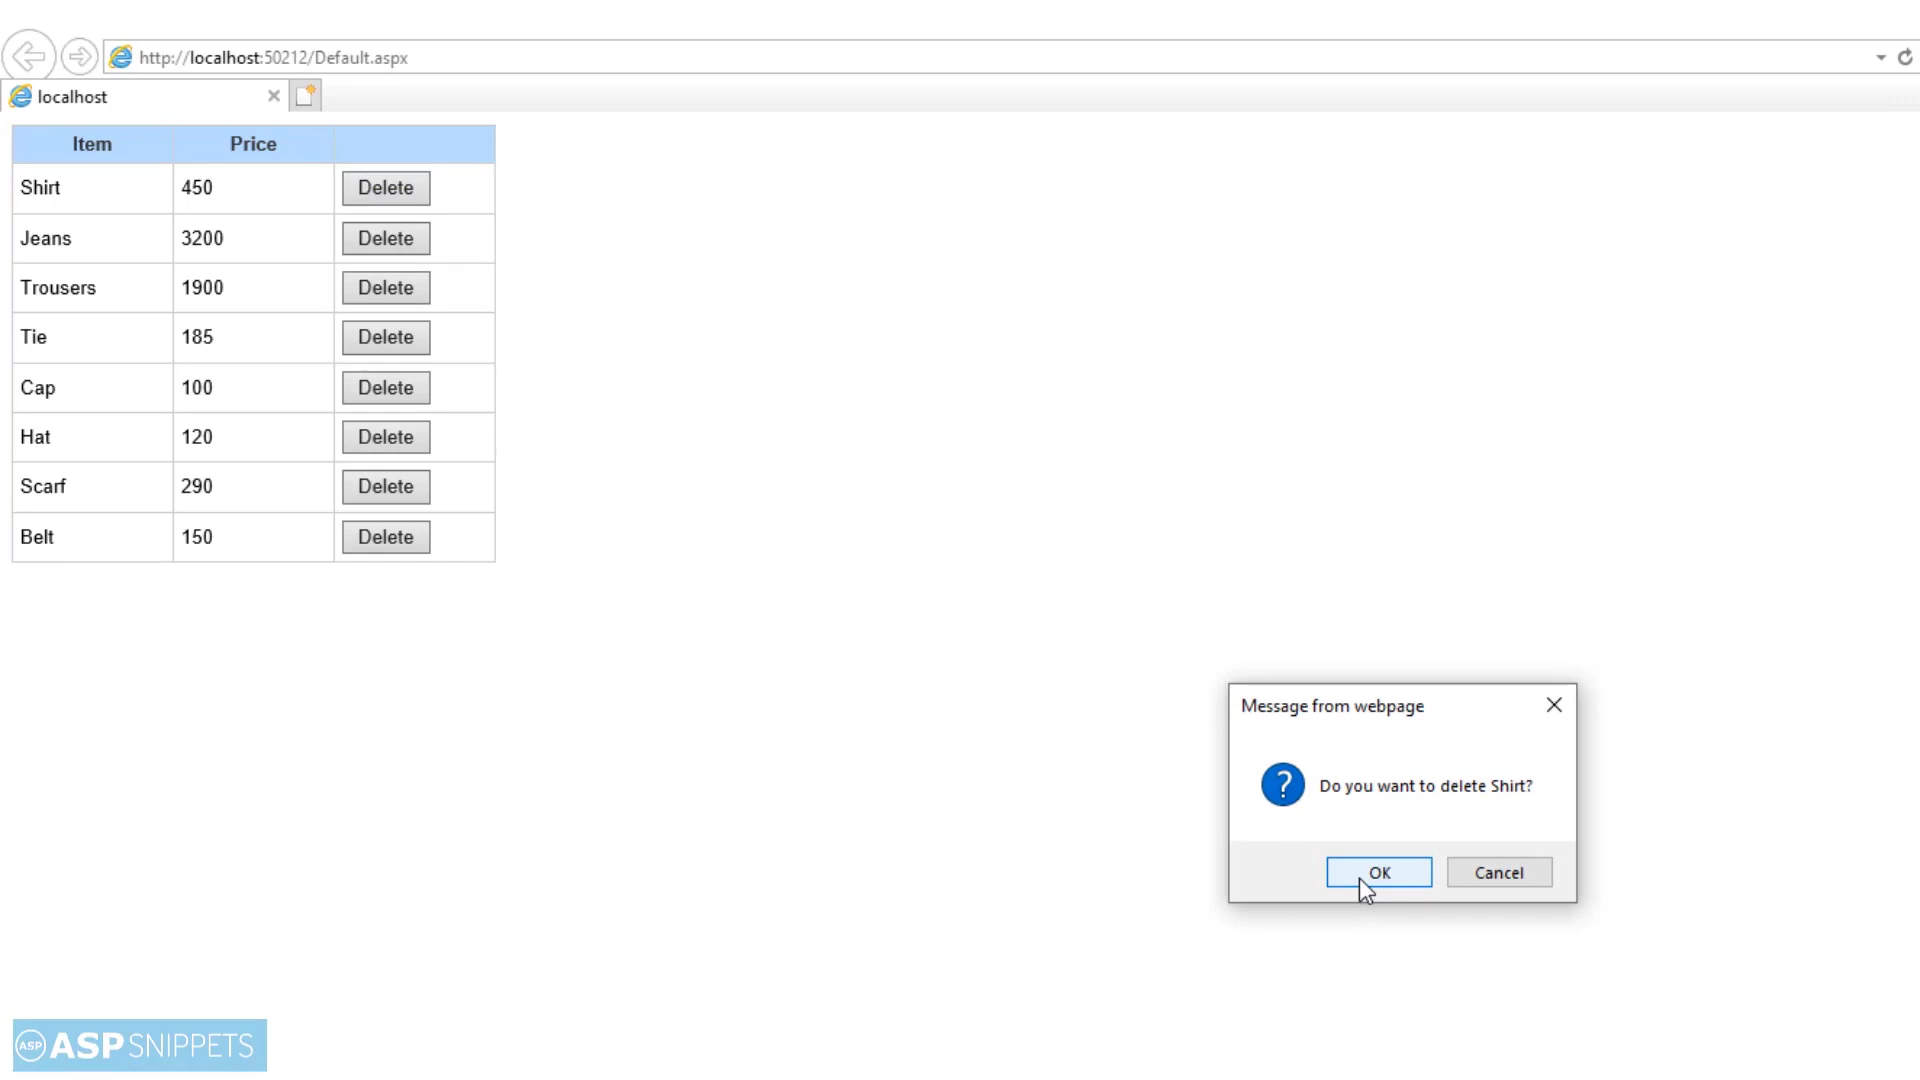 http://localhost:50212/Default.aspx
localhost
Item Price
Shirt 450 Delete
Jeans 3200 Delete
Trousers 1900 Delete
Tie 185 Delete
Cap 100 Delete
Hat 120 Delete
Scarf 290 Delete
Belt 150 Delete
Message from webpage
? Do you want to delete Shirt?
OK Cancel
ASP ASPSNIPPETS